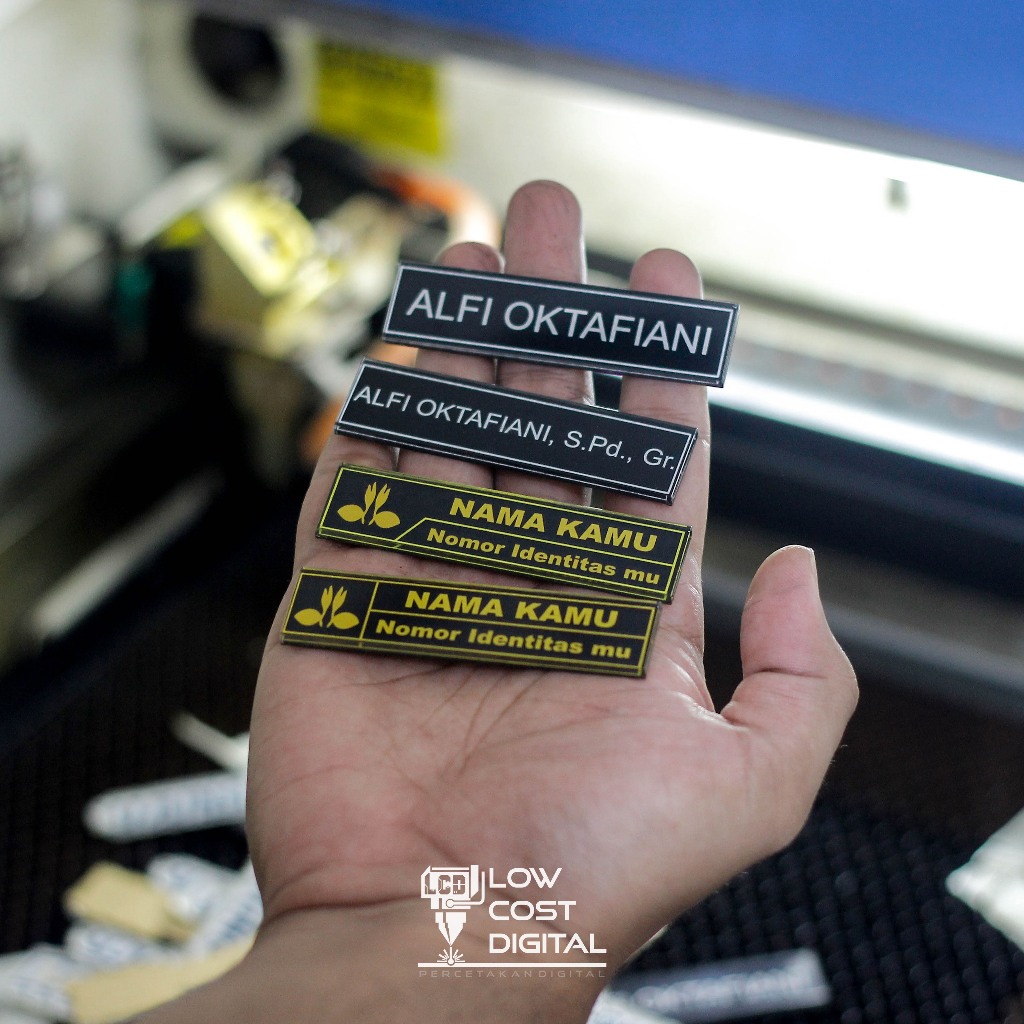 ALFI OKTAFIANI
ALFI OKTAFIANI, S.Pd., Gr.
NAMA KAMU
Nomor Identitas mu
NAMA KAMU
Nomor Identitas mu
LCD
LOW
COST
DIGITAL
PERCETAKAN DIGITAL